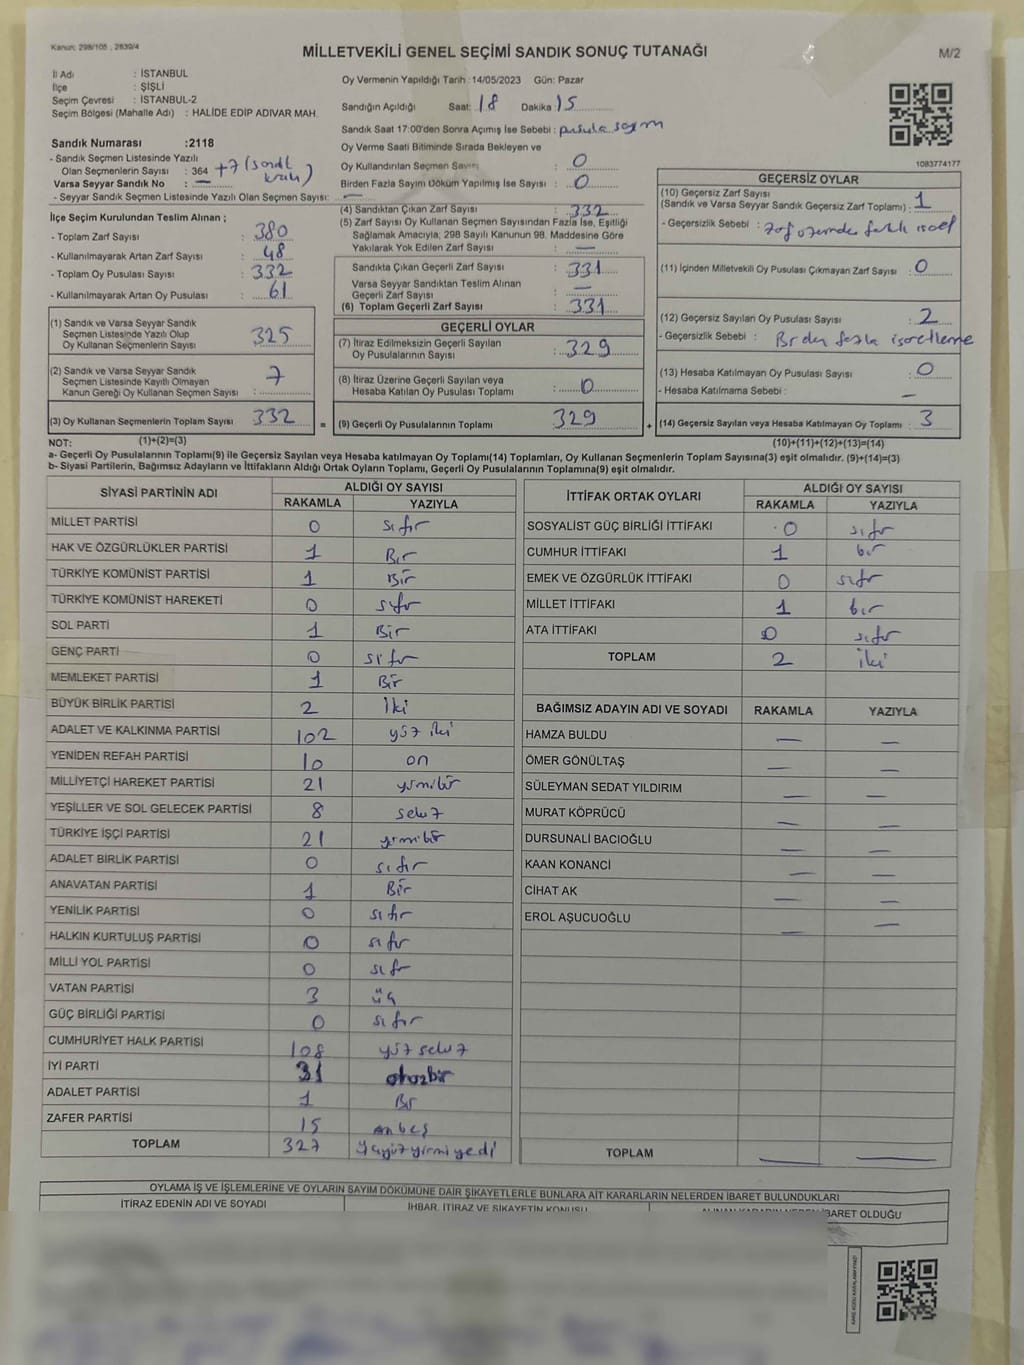 Kanun: 298/105 , 2839/4
MİLLETVEKİLİ GENEL SEÇİMİ SANDIK SONUÇ TUTANAĞI
M/2
İl Adı : İSTANBUL
İlçe : ŞİŞLİ
Seçim Çevresi : İSTANBUL-2
Seçim Bölgesi (Mahalle Adı) : HALİDE EDİP ADIVAR MAH.
Sandık Numarası :2118
- Sandık Seçmen Listesinde Yazılı
Olan Seçmenlerin Sayısı : 364 +7 (sandık kurulu)
Varsa Seyyar Sandık No : —
- Seyyar Sandık Seçmen Listesinde Yazılı Olan Seçmen Sayısı: —
İlçe Seçim Kurulundan Teslim Alınan ;
- Toplam Zarf Sayısı : 380
- Kullanılmayarak Artan Zarf Sayısı : 48
- Toplam Oy Pusulası Sayısı : 332
- Kullanılmayarak Artan Oy Pusulası : 61
(1) Sandık ve Varsa Seyyar Sandık
Seçmen Listesinde Yazılı Olup
Oy Kullanan Seçmenlerin Sayısı 325
(2) Sandık ve Varsa Seyyar Sandık
Seçmen Listesinde Kayıtlı Olmayan
Kanun Gereği Oy Kullanan Seçmen Sayısı : 7
(3) Oy Kullanan Seçmenlerin Toplam Sayısı 332 =
Oy Vermenin Yapıldığı Tarih :14/05/2023 Gün: Pazar
Sandığın Açıldığı Saat: 18 Dakika 15
Sandık Saat 17:00'den Sonra Açılmış İse Sebebi : pusula sayım
Oy Verme Saati Bitiminde Sırada Bekleyen ve
Oy Kullandırılan Seçmen Sayısı : 0
Birden Fazla Sayım Döküm Yapılmış İse Sayısı : 0
(4) Sandıktan Çıkan Zarf Sayısı : 332
(5) Zarf Sayısı Oy Kullanan Seçmen Sayısından Fazla İse, Eşitliği
Sağlamak Amacıyla, 298 Sayılı Kanunun 98. Maddesine Göre
Yakılarak Yok Edilen Zarf Sayısı : —
Sandıkta Çıkan Geçerli Zarf Sayısı : 331
Varsa Seyyar Sandıktan Teslim Alınan
Geçerli Zarf Sayısı : —
(6) Toplam Geçerli Zarf Sayısı : 331
GEÇERLİ OYLAR
(7) İtiraz Edilmeksizin Geçerli Sayılan
Oy Pusulalarının Sayısı : 329
(8) İtiraz Üzerine Geçerli Sayılan veya
Hesaba Katılan Oy Pusulası Toplamı : 0
(9) Geçerli Oy Pusulalarının Toplamı : 329 +
1083774177
GEÇERSİZ OYLAR
(10) Geçersiz Zarf Sayısı
(Sandık ve Varsa Seyyar Sandık Geçersiz Zarf Toplamı) : 1
- Geçersizlik Sebebi : zarf üzerinde farklı işaret
(11) İçinden Milletvekili Oy Pusulası Çıkmayan Zarf Sayısı : 0
(12) Geçersiz Sayılan Oy Pusulası Sayısı : 2
- Geçersizlik Sebebi : Birden fazla işaretleme
(13) Hesaba Katılmayan Oy Pusulası Sayısı : 0
- Hesaba Katılmama Sebebi : —
(14) Geçersiz Sayılan veya Hesaba Katılmayan Oy Toplamı : 3
NOT: (1)+(2)=(3) (10)+(11)+(12)+(13)=(14)
a- Geçerli Oy Pusulalarının Toplamı(9) ile Geçersiz Sayılan veya Hesaba katılmayan Oy Toplamı(14) Toplamları, Oy Kullanan Seçmenlerin Toplam Sayısına(3) eşit olmalıdır. (9)+(14)=(3)
b- Siyasi Partilerin, Bağımsız Adayların ve İttifakların Aldığı Ortak Oyların Toplamı, Geçerli Oy Pusulalarının Toplamına(9) eşit olmalıdır.
SİYASİ PARTİNİN ADI ALDIĞI OY SAYISI
RAKAMLA YAZIYLA
MİLLET PARTİSİ 0 sıfır
HAK VE ÖZGÜRLÜKLER PARTİSİ 1 Bir
TÜRKİYE KOMÜNİST PARTİSİ 1 Bir
TÜRKİYE KOMÜNİST HAREKETİ 0 sıfır
SOL PARTİ 1 Bir
GENÇ PARTİ 0 sıfır
MEMLEKET PARTİSİ 1 Bir
BÜYÜK BİRLİK PARTİSİ 2 İki
ADALET VE KALKINMA PARTİSİ 102 yüz iki
YENİDEN REFAH PARTİSİ 10 on
MİLLİYETÇİ HAREKET PARTİSİ 21 yirmibir
YEŞİLLER VE SOL GELECEK PARTİSİ 8 sekiz
TÜRKİYE İŞÇİ PARTİSİ 21 yirmibir
ADALET BİRLİK PARTİSİ 0 sıfır
ANAVATAN PARTİSİ 1 Bir
YENİLİK PARTİSİ 0 sıfır
HALKIN KURTULUŞ PARTİSİ 0 sıfır
MİLLİ YOL PARTİSİ 0 sıfır
VATAN PARTİSİ 3 üç
GÜÇ BİRLİĞİ PARTİSİ 0 sıfır
CUMHURİYET HALK PARTİSİ 108 yüz sekiz
İYİ PARTİ 31 otuzbir
ADALET PARTİSİ 1 Bir
ZAFER PARTİSİ 15 onbeş
TOPLAM 327 üçyüzyirmiyedi
İTTİFAK ORTAK OYLARI ALDIĞI OY SAYISI
RAKAMLA YAZIYLA
SOSYALİST GÜÇ BİRLİĞİ İTTİFAKI 0 sıfır
CUMHUR İTTİFAKI 1 bir
EMEK VE ÖZGÜRLÜK İTTİFAKI 0 sıfır
MİLLET İTTİFAKI 1 bir
ATA İTTİFAKI 0 sıfır
TOPLAM 2 iki
BAĞIMSIZ ADAYIN ADI VE SOYADI RAKAMLA YAZIYLA
HAMZA BULDU — —
ÖMER GÖNÜLTAŞ — —
SÜLEYMAN SEDAT YILDIRIM — —
MURAT KÖPRÜCÜ — —
DURSUNALİ BACIOĞLU — —
KAAN KONANCİ — —
CİHAT AK — —
EROL AŞUCUOĞLU — —
TOPLAM — —
OYLAMA İŞ VE İŞLEMLERİNE VE OYLARIN SAYIM DÖKÜMÜNE DAİR ŞİKAYETLERLE BUNLARA AİT KARARLARIN NELERDEN İBARET BULUNDUKLARI
İTİRAZ EDENİN ADI VE SOYADI İHBAR, İTİRAZ VE ŞİKAYETİN KONUSU ALINAN KARARIN NEDEN İBARET OLDUĞU